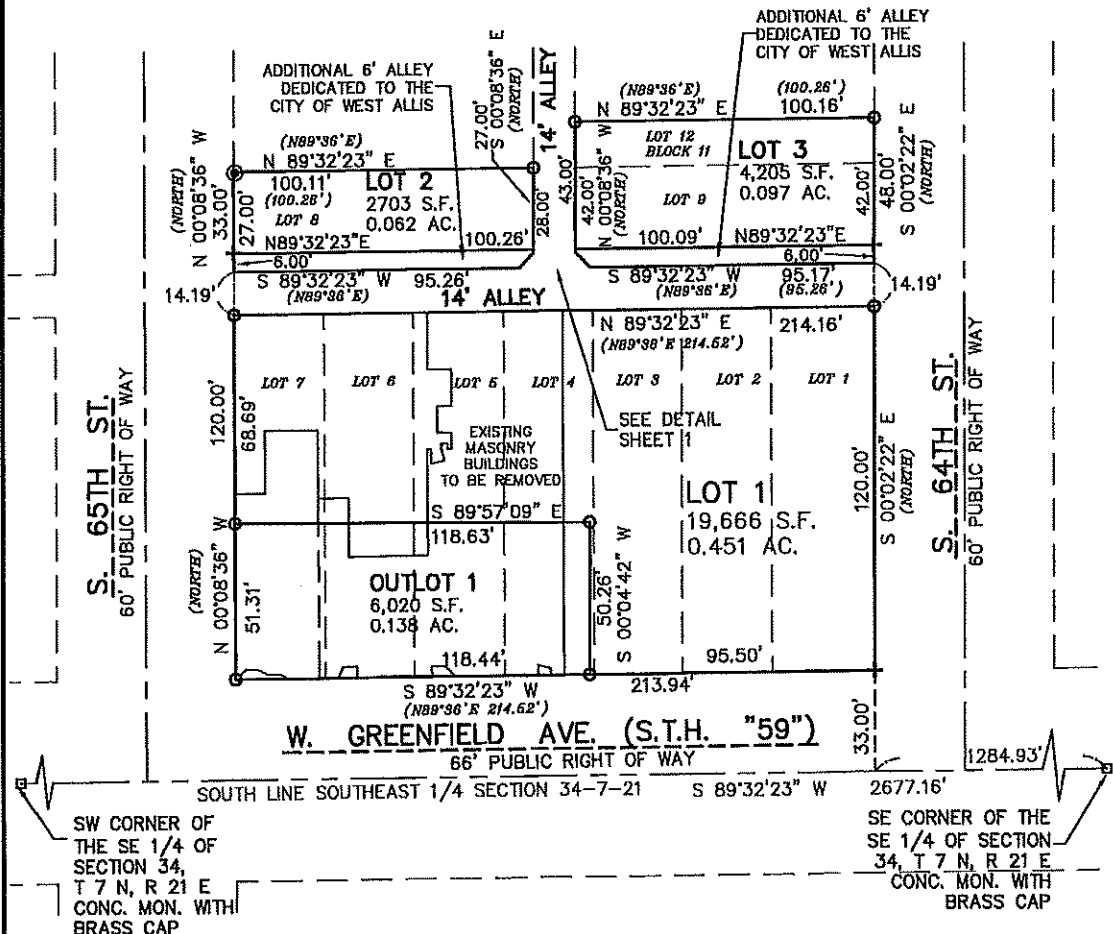 ADDITIONAL 6' ALLEY
DEDICATED TO THE
CITY OF WEST ALLIS
ADDITIONAL 6' ALLEY
DEDICATED TO THE
CITY OF WEST ALLIS
27.00'
S 00°08'36" E
(NORTH)
14' ALLEY
(N89°36'E)
(100.26')
N 89°32'23" E
100.16'
LOT 12
BLOCK 11
LOT 3
4,205 S.F.
0.097 AC.
LOT 9
43.00'
42.00'
N 00°08'36" W
(NORTH)
42.00'
48.00'
S 00°02'22" E
(NORTH)
(N89°36'E)
N 89°32'23" E
100.11'
(100.26')
LOT 2
2703 S.F.
0.062 AC.
LOT 8
(NORTH)
N 00°08'36" W
33.00'
27.00'
28.00'
N89°32'23"E
100.26'
100.09'
N89°32'23"E
6.00'
6.00'
S 89°32'23" W
95.26'
(N89°36'E)
S 89°32'23" W
95.17'
(N89°36'E)
(95.26')
14.19'
14' ALLEY
14.19'
N 89°32'23" E
214.16'
(N89°36'E 214.52')
LOT 7
LOT 6
LOT 5
LOT 4
LOT 3
LOT 2
LOT 1
SEE DETAIL
SHEET 1
EXISTING
MASONRY
BUILDINGS
TO BE REMOVED
S. 65TH ST.
60' PUBLIC RIGHT OF WAY
120.00'
68.69'
(NORTH)
N 00°08'36" W
51.31'
S 89°57'09" E
118.63'
LOT 1
19,666 S.F.
0.451 AC.
120.00'
S 00°02'22" E
(NORTH)
S. 64TH ST.
60' PUBLIC RIGHT OF WAY
OUTLOT 1
6,020 S.F.
0.138 AC.
50.26'
S 00°04'42" W
118.44'
95.50'
S 89°32'23" W
213.94'
(N89°36'E 214.52')
W. GREENFIELD AVE. (S.T.H. "59")
66' PUBLIC RIGHT OF WAY
33.00'
1284.93'
SOUTH LINE SOUTHEAST 1/4 SECTION 34-7-21
S 89°32'23" W
2677.16'
SW CORNER OF
THE SE 1/4 OF
SECTION 34,
T 7 N, R 21 E
CONC. MON. WITH
BRASS CAP
SE CORNER OF THE
SE 1/4 OF SECTION
34, T 7 N, R 21 E
CONC. MON. WITH
BRASS CAP